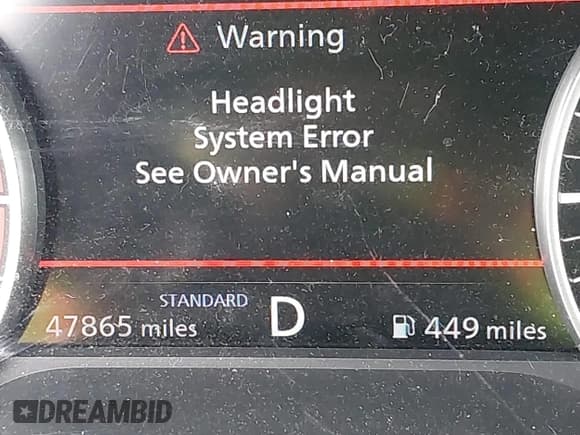 Warning
Headlight
System Error
See Owner's Manual
STANDARD
47865 miles D 449 miles
DREAMBID